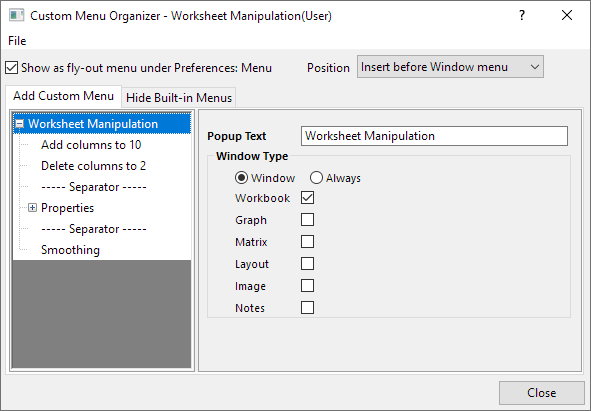 Custom Menu Organizer - Worksheet Manipulation(User)
?
File
Show as fly-out menu under Preferences: Menu
Position
Insert before Window menu
Add Custom Menu
Hide Built-in Menus
Worksheet Manipulation
Add columns to 10
Delete columns to 2
----- Separator -----
Properties
----- Separator -----
Smoothing
Popup Text
Worksheet Manipulation
Window Type
Window
Always
Workbook
Graph
Matrix
Layout
Image
Notes
Close